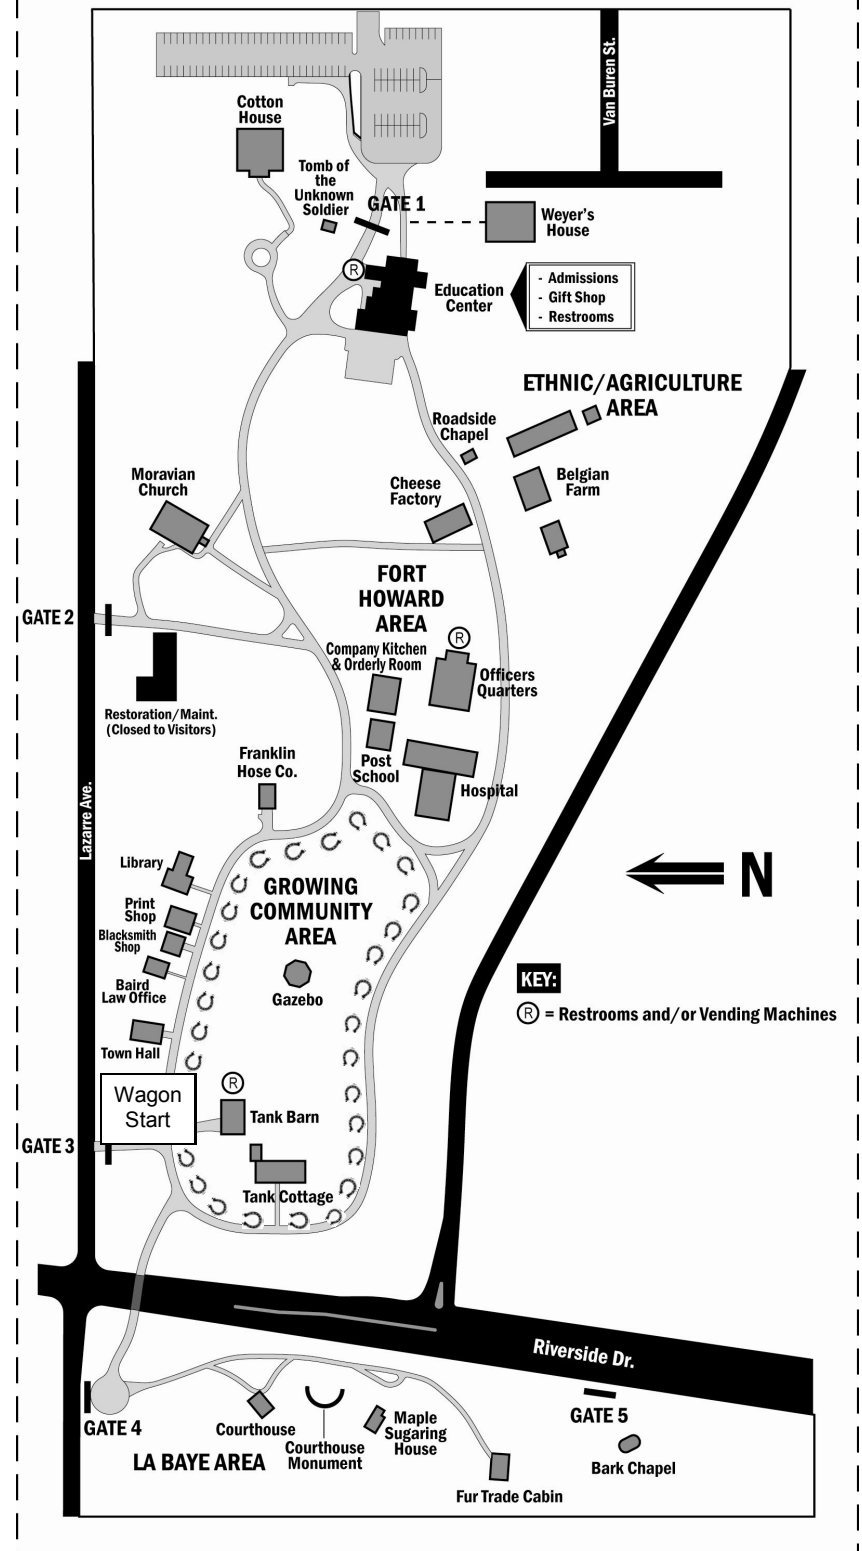 Van Buren St.
Cotton
House
Tomb of
the
Unknown
Soldier
GATE 1
Weyer's
House
R
Education
Center
- Admissions
- Gift Shop
- Restrooms
ETHNIC/AGRICULTURE
AREA
Roadside
Chapel
Belgian
Farm
Cheese
Factory
Moravian
Church
FORT
HOWARD
AREA
GATE 2
R
Company Kitchen
& Orderly Room
Officers
Quarters
Restoration/Maint.
(Closed to Visitors)
Post
School
Franklin
Hose Co.
Hospital
Lazarre Ave.
Library
GROWING
COMMUNITY
AREA
N
Print
Shop
Blacksmith
Shop
Baird
Law Office
Gazebo
KEY:
R = Restrooms and/or Vending Machines
Town Hall
Wagon
Start
R
Tank Barn
GATE 3
Tank Cottage
Riverside Dr.
GATE 4
GATE 5
Courthouse
Courthouse
Monument
Maple
Sugaring
House
LA BAYE AREA
Bark Chapel
Fur Trade Cabin